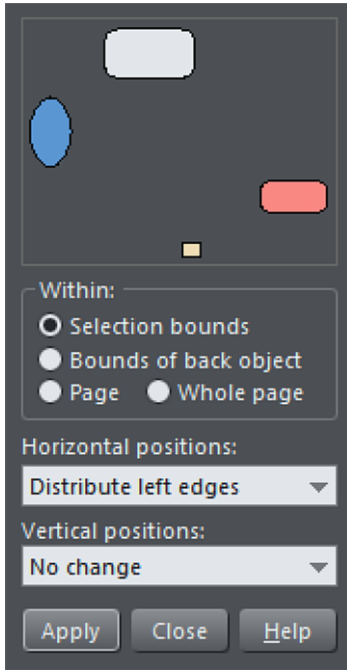 Within:
Selection bounds
Bounds of back object
Page Whole page
Horizontal positions:
Distribute left edges
Vertical positions:
No change
Apply Close Help